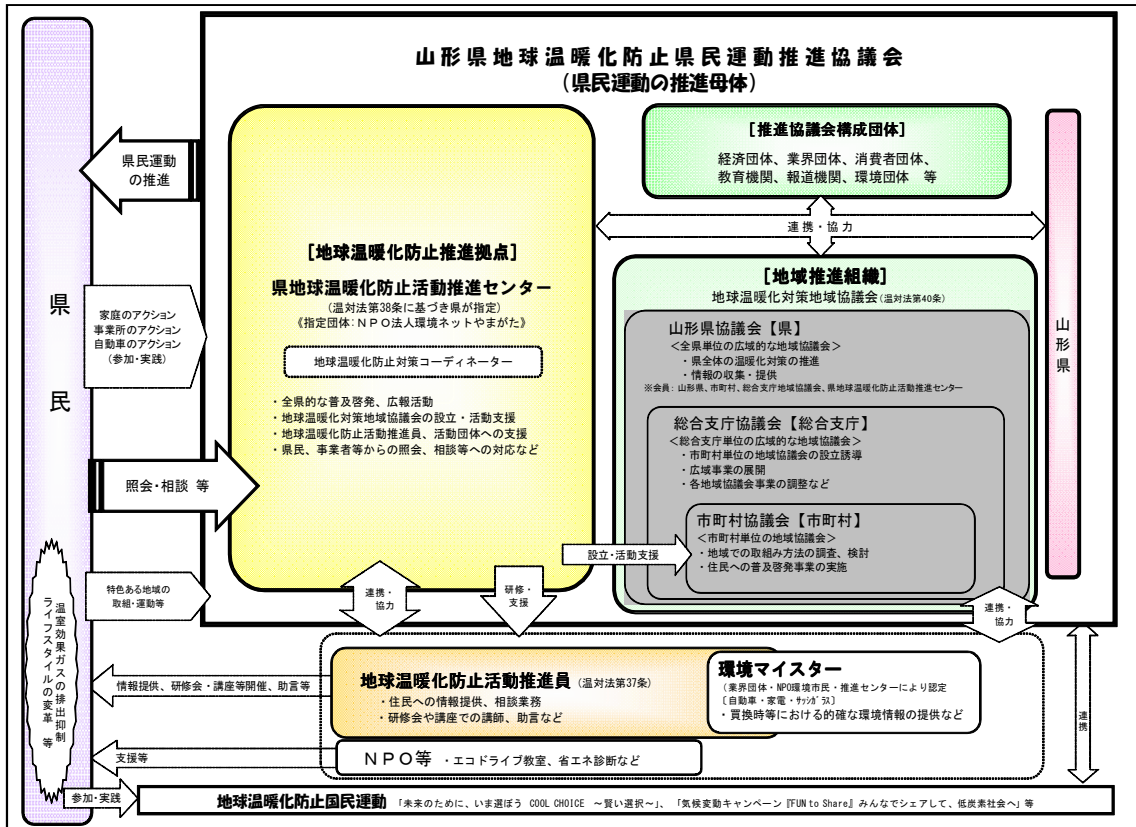 山形県地球温暖化防止県民運動推進協議会
（県民運動の推進母体）
県民
県民運動
の推進
家庭のアクション
事業所のアクション
自動車のアクション
（参加・実践）
照会・相談 等
特色ある地域の
取組・運動等
温室効果ガスの排出抑制
ライフスタイルの変革 等
［地球温暖化防止推進拠点］
県地球温暖化防止活動推進センター
（温対法第38条に基づき県が指定）
《指定団体：ＮＰＯ法人環境ネットやまがた》
地球温暖化防止対策コーディネーター
・全県的な普及啓発、広報活動
・地球温暖化対策地域協議会の設立・活動支援
・地球温暖化防止活動推進員、活動団体への支援
・県民、事業者等からの照会、相談等への対応など
［推進協議会構成団体］
経済団体、業界団体、消費者団体、
教育機関、報道機関、環境団体 等
連携・協力
山形県
［地域推進組織］
地球温暖化対策地域協議会（温対法第40条）
山形県協議会【県】
＜全県単位の広域的な地域協議会＞
・県全体の温暖化対策の推進
・情報の収集・提供
※会員：山形県、市町村、総合支庁地域協議会、県地球温暖化防止活動推進センター
総合支庁協議会【総合支庁】
＜総合支庁単位の広域的な地域協議会＞
・市町村単位の地域協議会の設立誘導
・広域事業の展開
・各地域協議会事業の調整など
市町村協議会【市町村】
＜市町村単位の地域協議会＞
・地域での取組み方法の調査、検討
・住民への普及啓発事業の実施
設立・活動支援
連携・
協力
研修・
支援
連携・
協力
連携
情報提供、研修会・講座等開催、助言等
地球温暖化防止活動推進員（温対法第37条）
・住民への情報提供、相談業務
・研修会や講座での講師、助言など
環境マイスター
（業界団体・NPO環境市民・推進センターにより認定
〔自動車・家電・ｻｯｼｶﾞﾗｽ〕
・買換時等における的確な環境情報の提供など
支援等
ＮＰＯ等 ・エコドライブ教室、省エネ診断など
参加・実践
地球温暖化防止国民運動 「未来のために、いま選ぼう COOL CHOICE ～賢い選択～」、「気候変動キャンペーン『FUN to Share』みんなでシェアして、低炭素社会へ」等